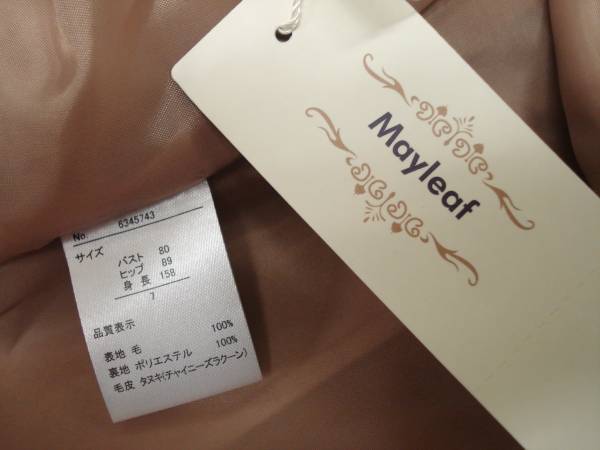 Mayleaf
No. 6345743
サイズ
バスト 80
ヒップ 89
身長 158
7
品質表示
表地 毛 100%
裏地 ポリエステル 100%
毛皮 タヌキ(チャイニーズラクーン)